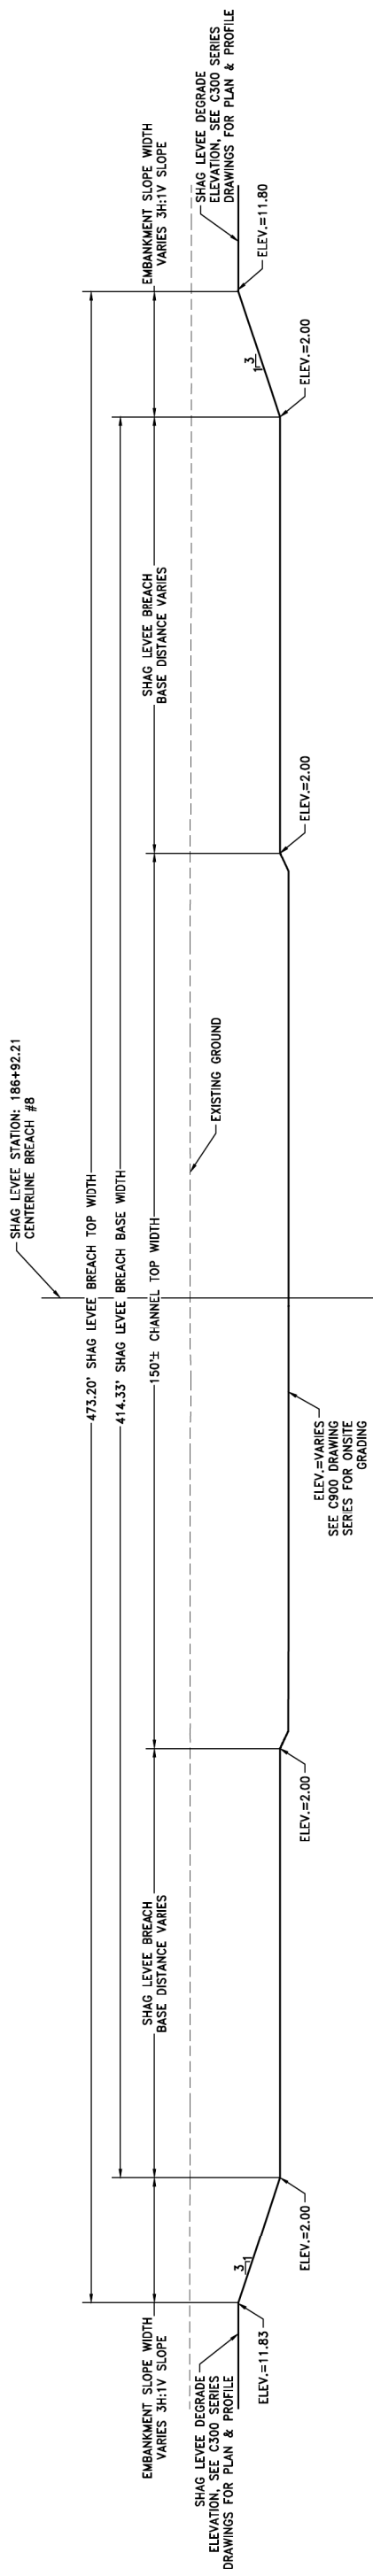 SHAG LEVEE STATION: 186+92.21
CENTERLINE BREACH #8
473.20' SHAG LEVEE BREACH TOP WIDTH
414.33' SHAG LEVEE BREACH BASE WIDTH
150'± CHANNEL TOP WIDTH
EMBANKMENT SLOPE WIDTH
VARIES 3H:1V SLOPE
SHAG LEVEE BREACH
BASE DISTANCE VARIES
SHAG LEVEE BREACH
BASE DISTANCE VARIES
EMBANKMENT SLOPE WIDTH
VARIES 3H:1V SLOPE
SHAG LEVEE DEGRADE
ELEVATION, SEE C300 SERIES
DRAWINGS FOR PLAN & PROFILE
ELEV.=11.83
3
1
ELEV.=2.00
ELEV.=2.00
ELEV.=VARIES
SEE C900 DRAWING
SERIES FOR ONSITE
GRADING
EXISTING GROUND
ELEV.=2.00
ELEV.=2.00
3
1
ELEV.=11.80
SHAG LEVEE DEGRADE
ELEVATION, SEE C300 SERIES
DRAWINGS FOR PLAN & PROFILE